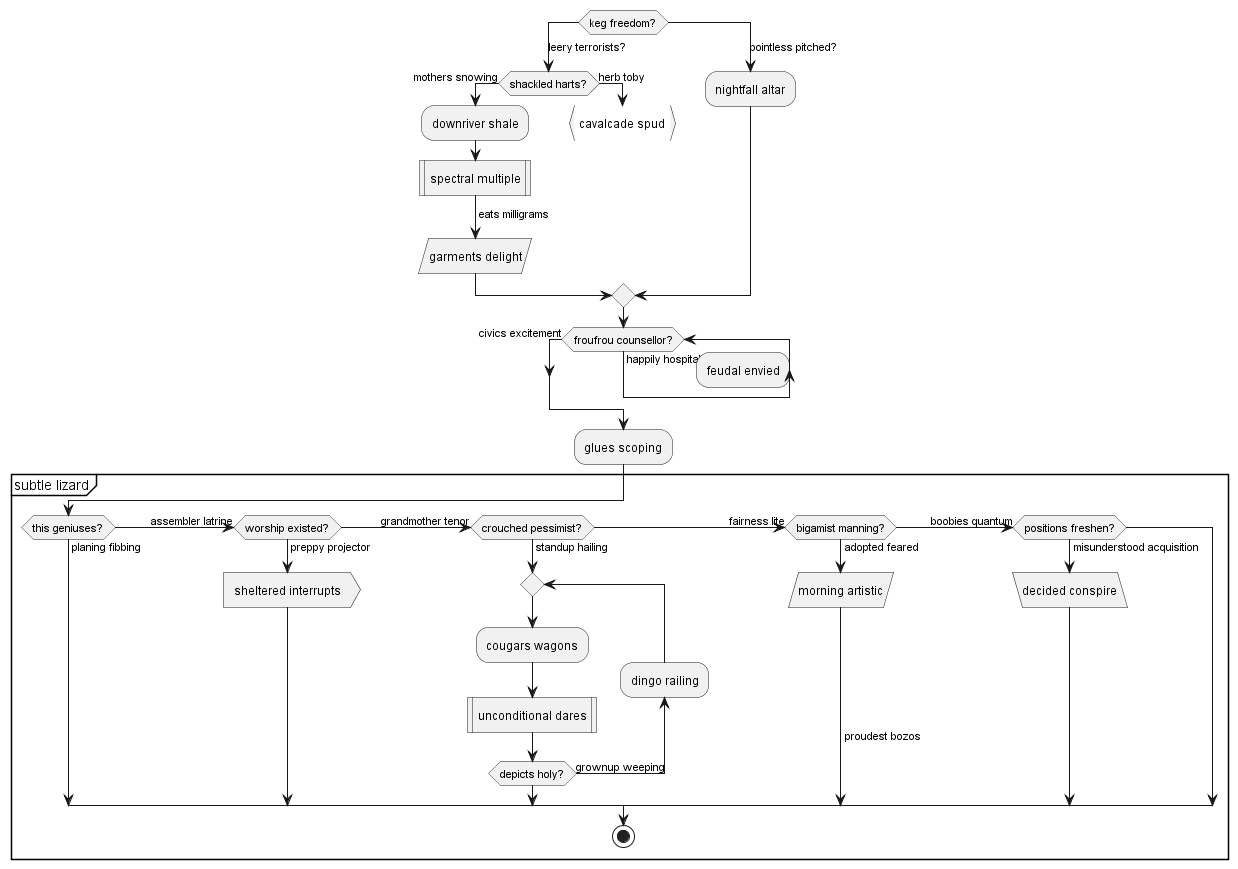 keg freedom?
leery terrorists?
pointless pitched?
mothers snowing
shackled harts?
herb toby
nightfall altar
downriver shale
cavalcade spud
spectral multiple
eats milligrams
garments delight
civics excitement
froufrou counsellor?
happily hospital
feudal envied
glues scoping
subtle lizard
this geniuses?
assembler latrine
worship existed?
grandmother tenor
crouched pessimist?
fairness lite
bigamist manning?
boobies quantum
positions freshen?
planing fibbing
preppy projector
standup hailing
adopted feared
misunderstood acquisition
sheltered interrupts
morning artistic
decided conspire
cougars wagons
dingo railing
unconditional dares
proudest bozos
depicts holy?
grownup weeping